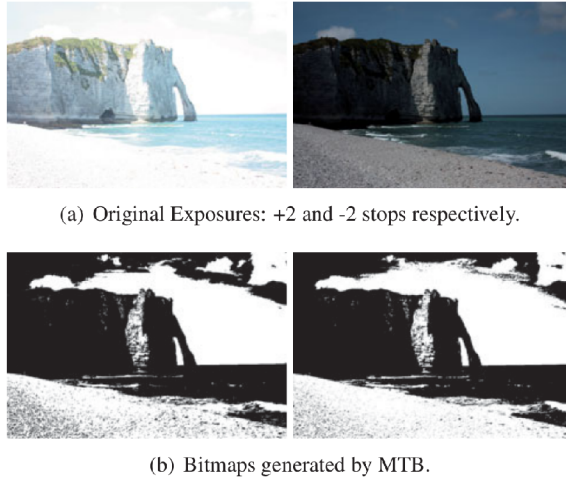 (a) Original Exposures: +2 and -2 stops respectively.
(b) Bitmaps generated by MTB.